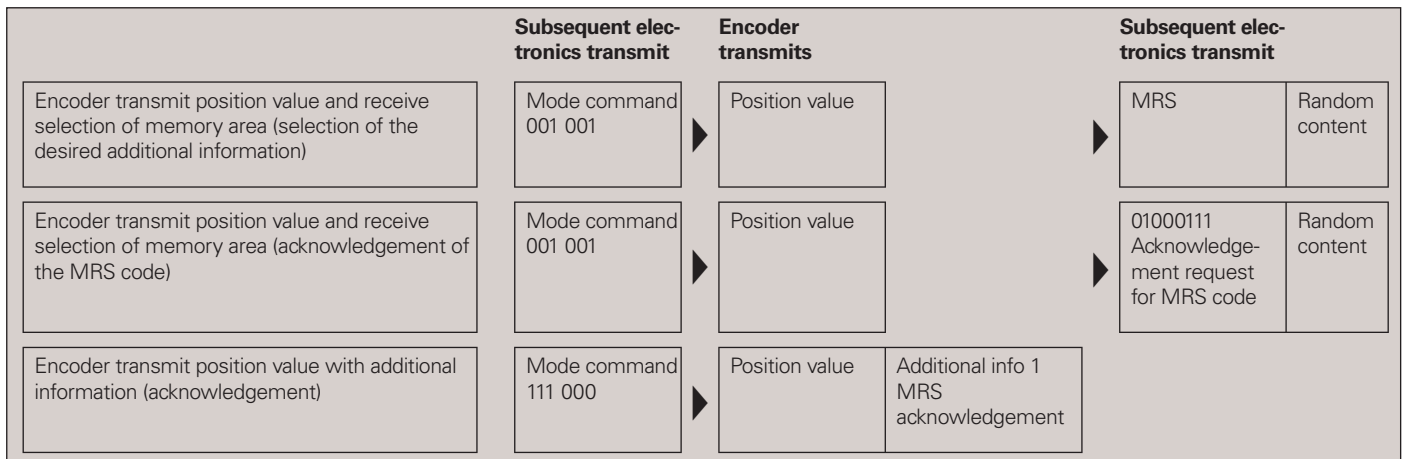 Subsequent elec-
tronics transmit
Encoder
transmits
Subsequent elec-
tronics transmit
Encoder transmit position value and receive
selection of memory area (selection of the
desired additional information)
Mode command
001 001
Position value
MRS
Random
content
Encoder transmit position value and receive
selection of memory area (acknowledgement of
the MRS code)
Mode command
001 001
Position value
01000111
Acknowledge-
ment request
for MRS code
Random
content
Encoder transmit position value with additional
information (acknowledgement)
Mode command
111 000
Position value
Additional info 1
MRS
acknowledgement